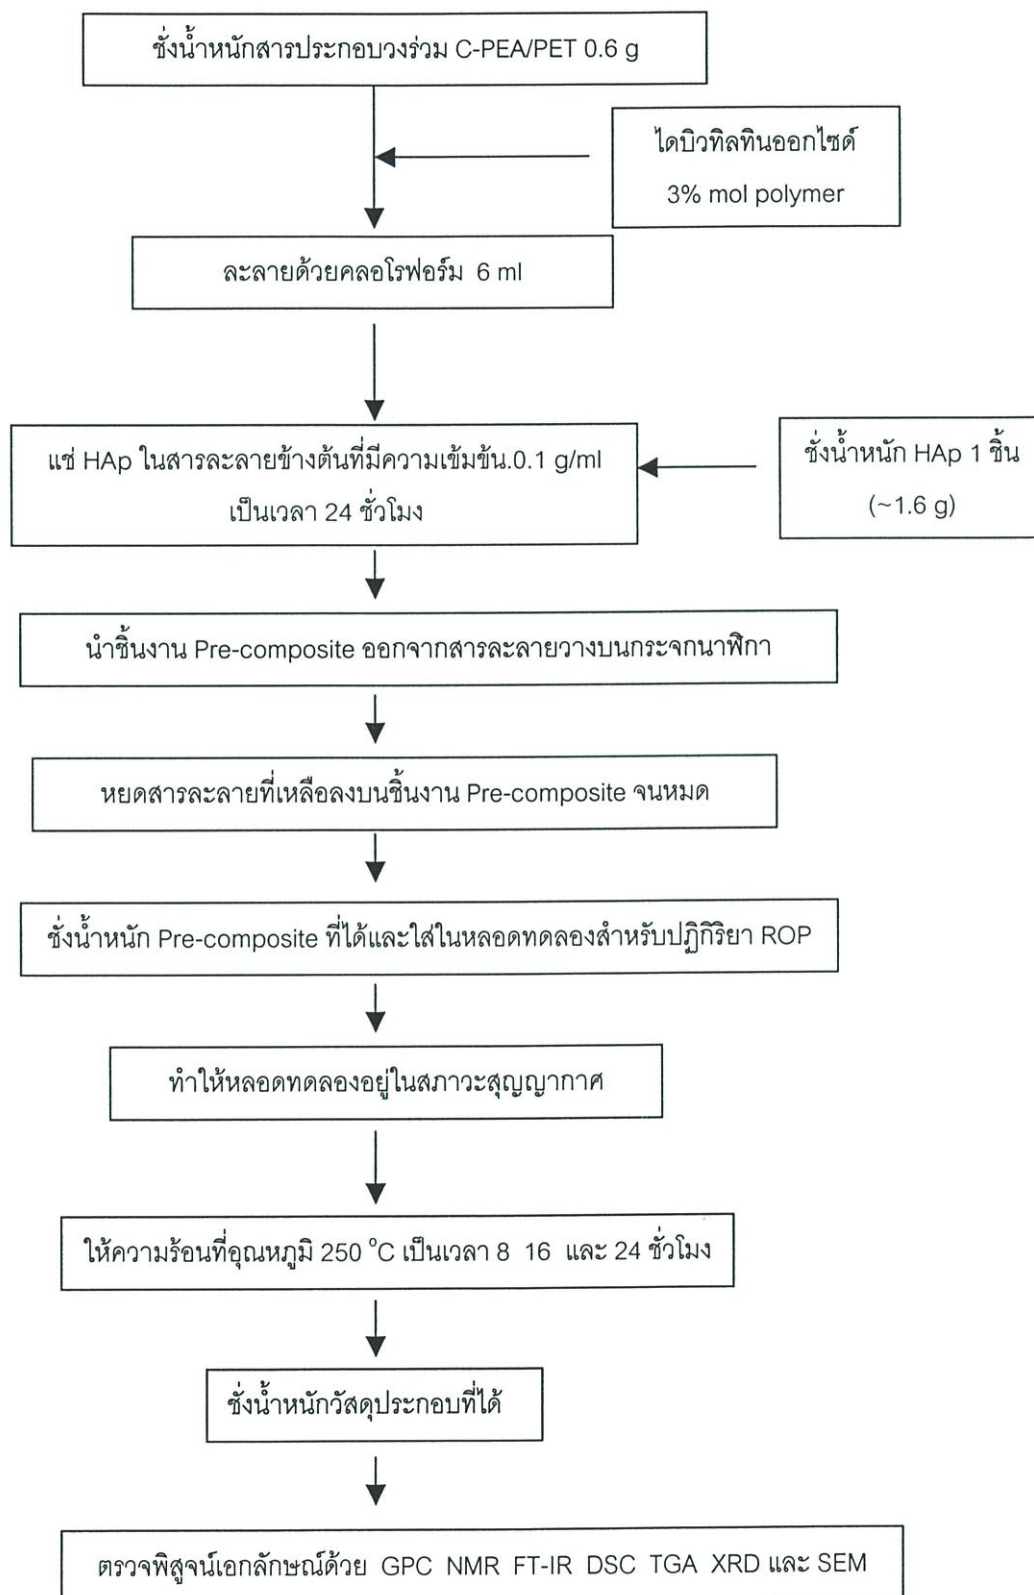 ชั่งน้ำหนักสารประกอบวงร่วม C-PEA/PET 0.6 g
ไดบิวทิลทินออกไซด์
3% mol polymer
ละลายด้วยคลอโรฟอร์ม 6 ml
แช่ HAp ในสารละลายข้างต้นที่มีความเข้มข้น.0.1 g/ml
เป็นเวลา 24 ชั่วโมง
ชั่งน้ำหนัก HAp 1 ชิ้น
(~1.6 g)
นำชิ้นงาน Pre-composite ออกจากสารละลายวางบนกระจกนาฬิกา
หยดสารละลายที่เหลือลงบนชิ้นงาน Pre-composite จนหมด
ชั่งน้ำหนัก Pre-composite ที่ได้และใส่ในหลอดทดลองสำหรับปฏิกิริยา ROP
ทำให้หลอดทดลองอยู่ในสภาวะสุญญากาศ
ให้ความร้อนที่อุณหภูมิ 250 °C เป็นเวลา 8 16 และ 24 ชั่วโมง
ชั่งน้ำหนักวัสดุประกอบที่ได้
ตรวจพิสูจน์เอกลักษณ์ด้วย GPC NMR FT-IR DSC TGA XRD และ SEM